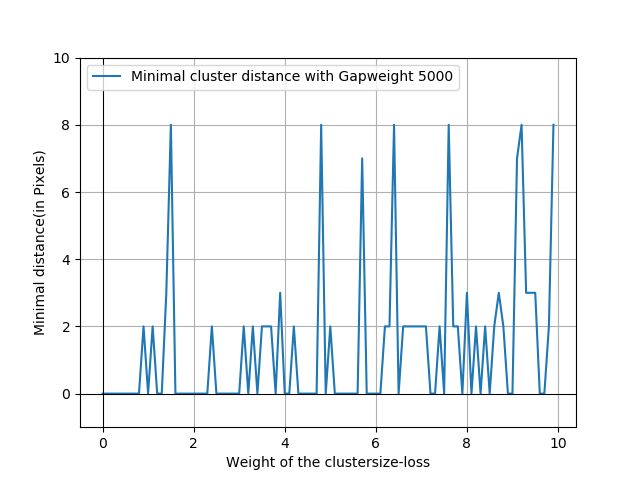 Minimal cluster distance with Gapweight 5000
10
8
6
4
2
0
Minimal distance(in Pixels)
0 2 4 6 8 10
Weight of the clustersize-loss